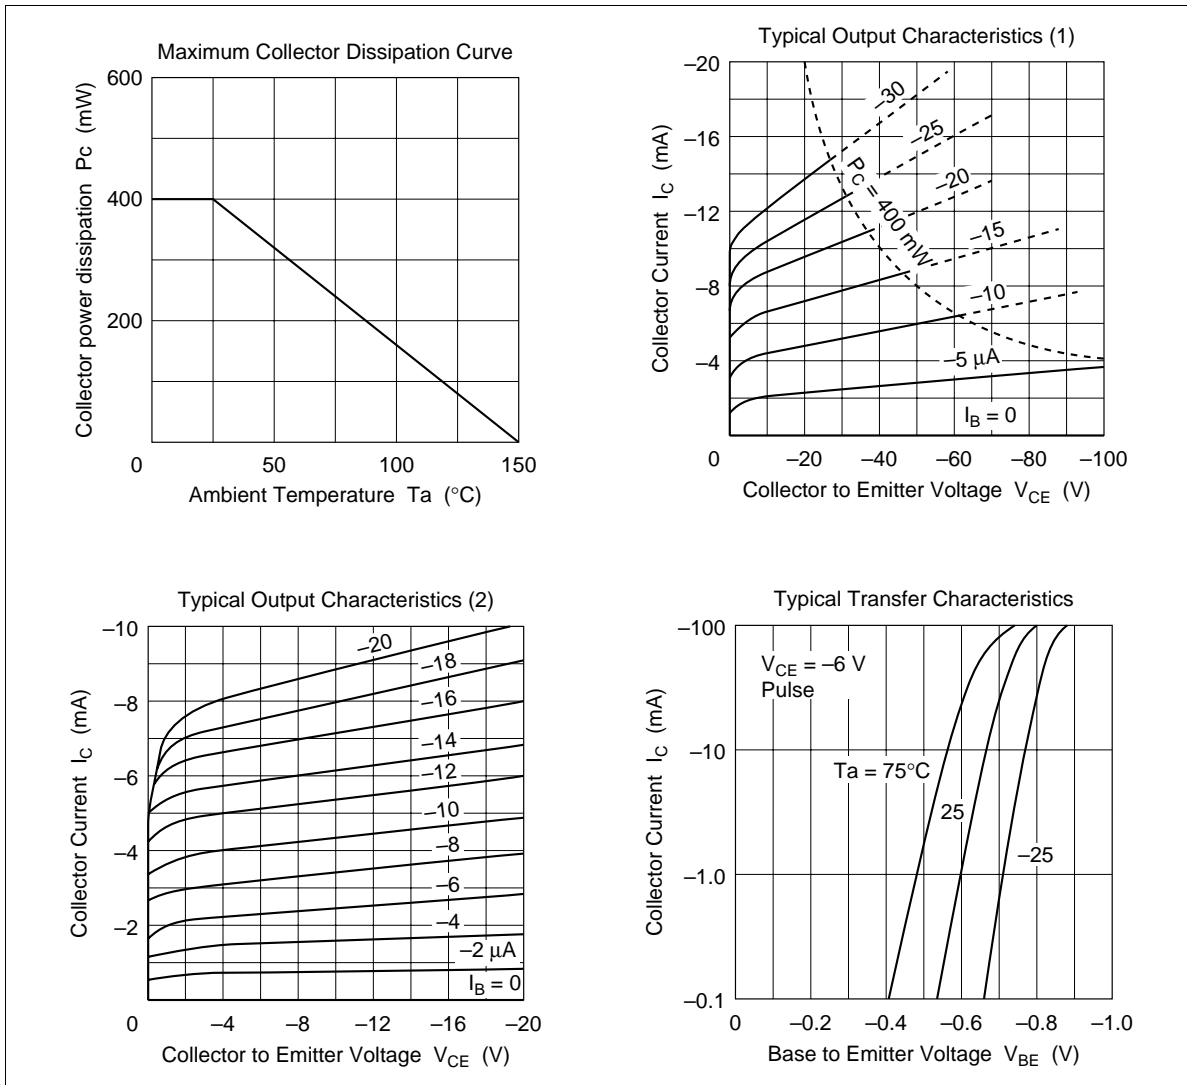 Maximum Collector Dissipation Curve
600
400
200
0
50
100
150
Collector power dissipation Pc (mW)
Ambient Temperature Ta (°C)
Typical Output Characteristics (1)
–20
–16
–12
–8
–4
0
–20
–40
–60
–80
–100
Collector Current IC (mA)
Collector to Emitter Voltage VCE (V)
–30
–25
–20
–15
–10
–5 µA
IB = 0
PC = 400 mW
Typical Output Characteristics (2)
–10
–8
–6
–4
–2
0
–4
–8
–12
–16
–20
Collector Current IC (mA)
Collector to Emitter Voltage VCE (V)
–20
–18
–16
–14
–12
–10
–8
–6
–4
–2 µA
IB = 0
Typical Transfer Characteristics
–100
–10
–1.0
–0.1
0
–0.2
–0.4
–0.6
–0.8
–1.0
Collector Current IC (mA)
Base to Emitter Voltage VBE (V)
VCE = –6 V
Pulse
Ta = 75°C
25
–25